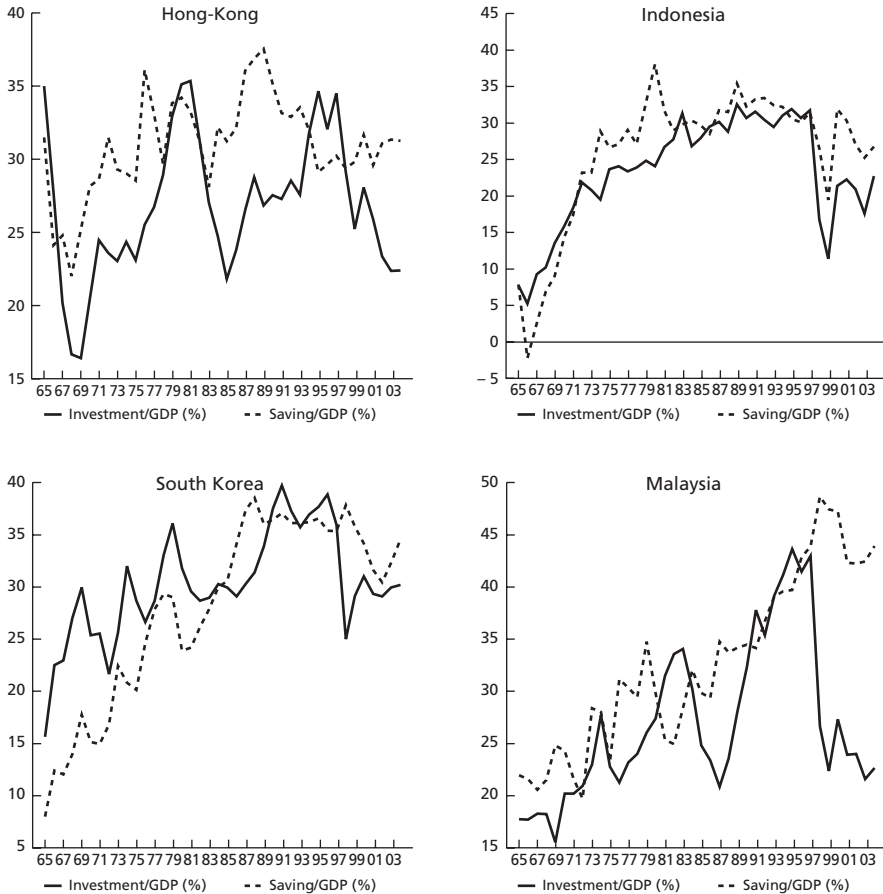 Hong-Kong
40
35
30
25
20
15
65 67 69 71 73 75 77 79 81 83 85 87 89 91 93 95 97 99 01 03
Investment/GDP (%) Saving/GDP (%)
Indonesia
45
40
35
30
25
20
15
10
5
0
– 5
65 67 69 71 73 75 77 79 81 83 85 87 89 91 93 95 97 99 01 03
Investment/GDP (%) Saving/GDP (%)
South Korea
40
35
30
25
20
15
10
5
65 67 69 71 73 75 77 79 81 83 85 87 89 91 93 95 97 99 01 03
Investment/GDP (%) Saving/GDP (%)
Malaysia
50
45
40
35
30
25
20
15
65 67 69 71 73 75 77 79 81 83 85 87 89 91 93 95 97 99 01 03
Investment/GDP (%) Saving/GDP (%)